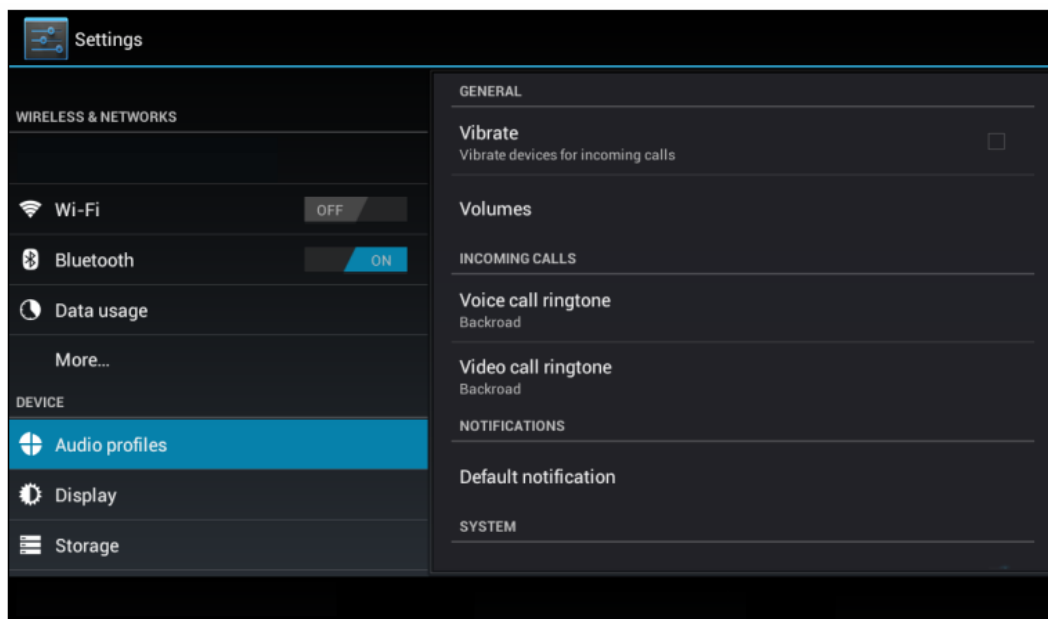 Settings
WIRELESS & NETWORKS
Wi-Fi
OFF
Bluetooth
ON
Data usage
More...
DEVICE
Audio profiles
Display
Storage
GENERAL
Vibrate
Vibrate devices for incoming calls
Volumes
INCOMING CALLS
Voice call ringtone
Backroad
Video call ringtone
Backroad
NOTIFICATIONS
Default notification
SYSTEM